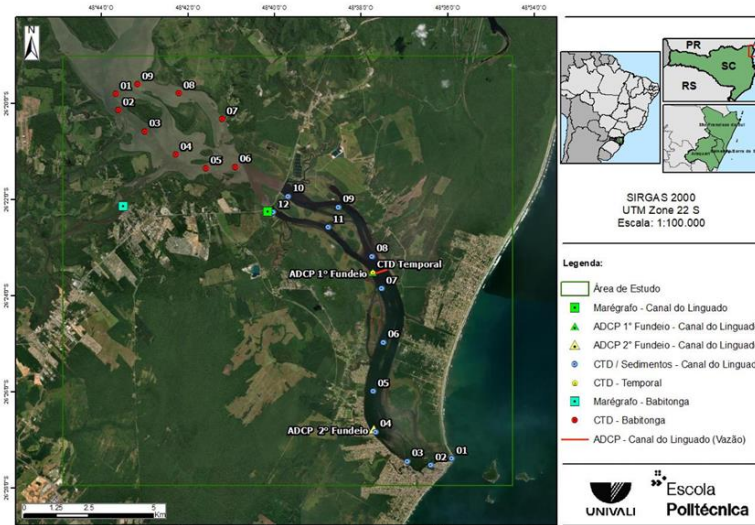 48°44'0"S
48°42'0"S
48°40'0"S
48°38'0"S
48°36'0"S
48°34'0"S
N
09
01
08
02
07
03
04
06
05
10
09
12
11
08
CTD Temporal
ADCP 1º Fundeio
07
06
05
04
ADCP 2º Fundeio
03
02
01
0
1.25
2.5
5
Km
PR
SC
RS
SIRGAS 2000
UTM Zone 22 S
Escala: 1:100.000
Legenda:
Área de Estudo
Marégrafo - Canal do Linguado
ADCP 1º Fundeio - Canal do Linguad
ADCP 2º Fundeio - Canal do Linguad
CTD / Sedimentos - Canal do Linguad
CTD - Temporal
Marégrafo - Babitonga
CTD - Babitonga
ADCP - Canal do Linguado (Vazão)
UNIVALI
Escola
Politécnica